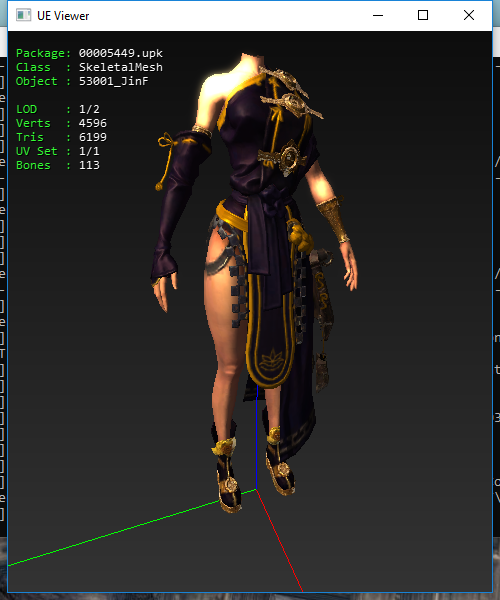 UE Viewer
Package: 00005449.upk
Class  : SkeletalMesh
Object : 53001_JinF
LOD    : 1/2
Verts  : 4596
Tris   : 6199
UV Set : 1/1
Bones  : 113